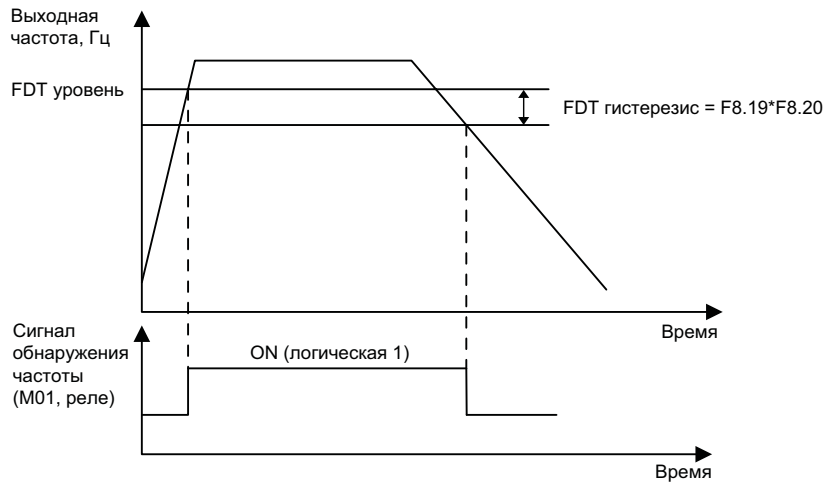 Выходная
частота, Гц
FDT уровень
FDT гистерезис = F8.19*F8.20
Время
Сигнал
обнаружения
частоты
(М01, реле)
ON (логическая 1)
Время